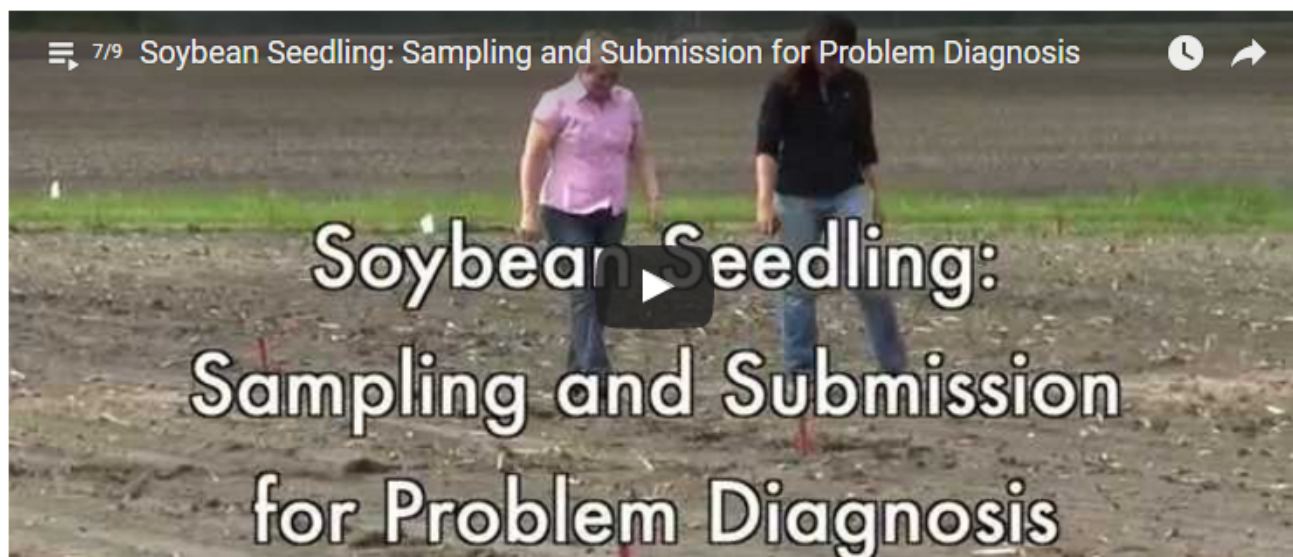 7/9 Soybean Seedling: Sampling and Submission for Problem Diagnosis
Soybean Seedling:
Sampling and Submission
for Problem Diagnosis